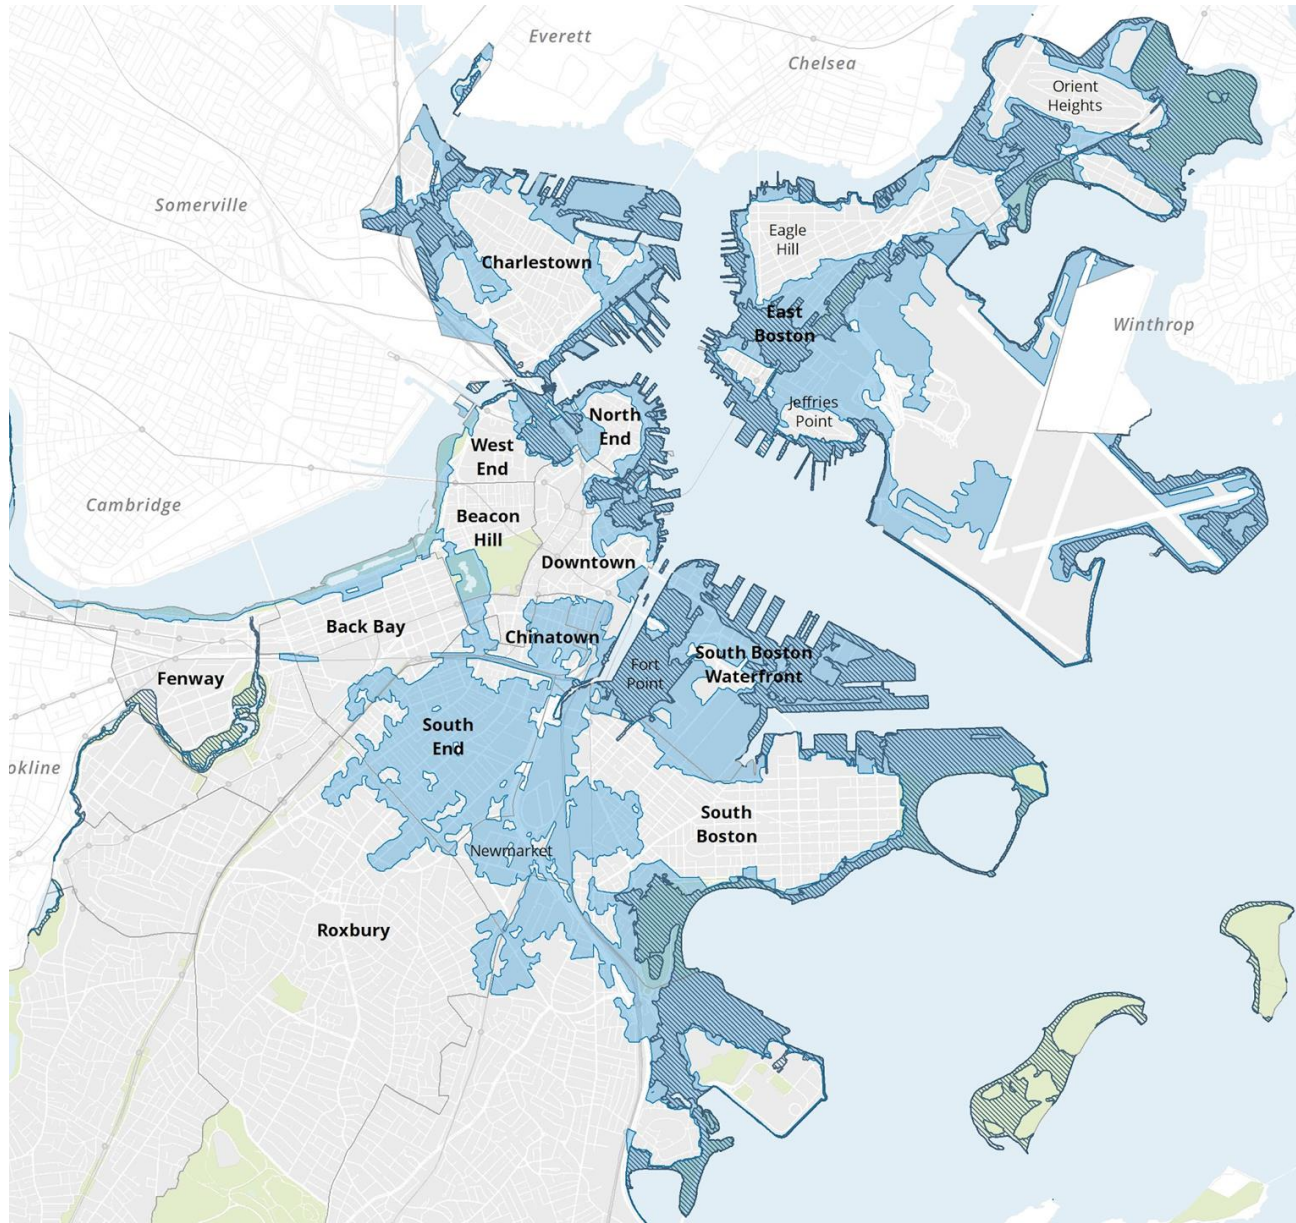 Everett
Chelsea
Orient
Heights
Somerville
Eagle
Hill
Charlestown
East
Boston
Winthrop
Jeffries
Point
North
End
West
End
Cambridge
Beacon
Hill
Downtown
Back Bay
Chinatown
South Boston
Waterfront
Fort
Point
Fenway
South
End
okline
South
Boston
Newmarket
Roxbury